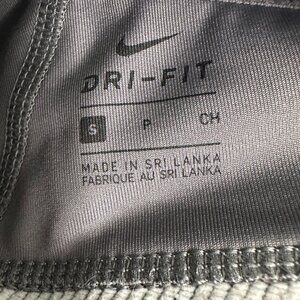 DRI-FIT
S P CH
MADE IN SRI LANKA
FABRIQUE AU SRI LANKA